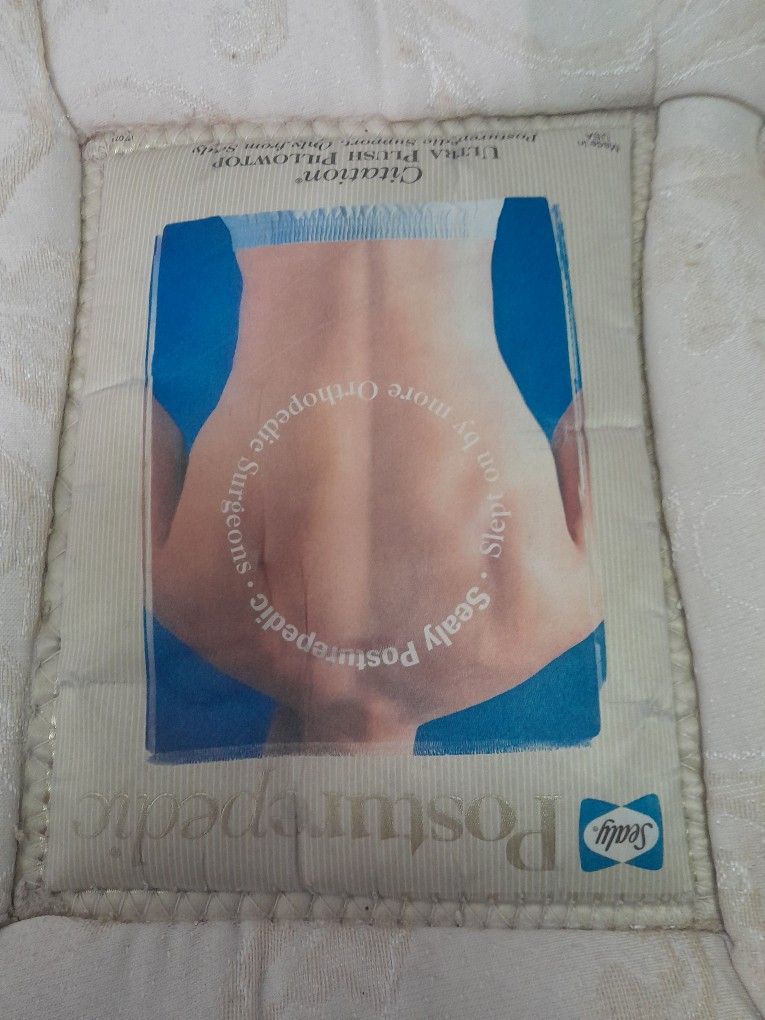 Sealy®
Posturepedic
Sealy Posturepedic · Slept on by more Orthopedic Surgeons ·
Citation®
ULTRA PLUSH PILLOWTOP
Posturepedic Support. Only from Sealy
Made in
USA